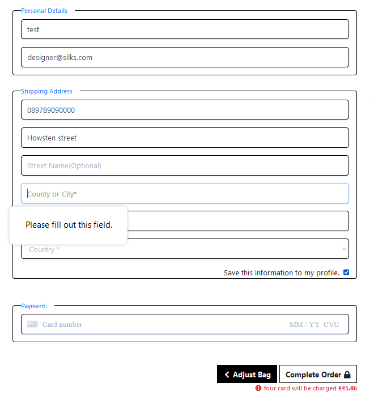 Personal Details
test
designer@silks.com
Shipping Address
089789090000
Howsten street
Street Name(Optional)
County or City*
Please fill out this field.
Country *
Save this information to my profile.
Payment:
Card number MM / YY CVC
Adjust Bag Complete Order
Your card will be charged €45.86